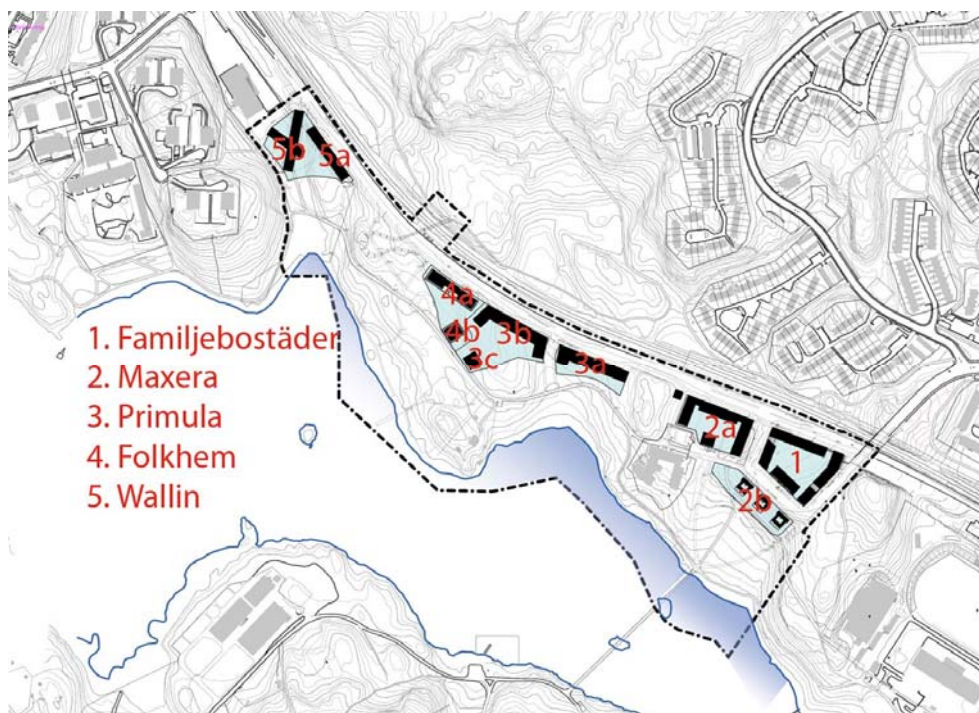 5b
5a
4a
4b
3b
3c
3a
2a
1
2b
1. Familjebostäder
2. Maxera
3. Primula
4. Folkhem
5. Wallin